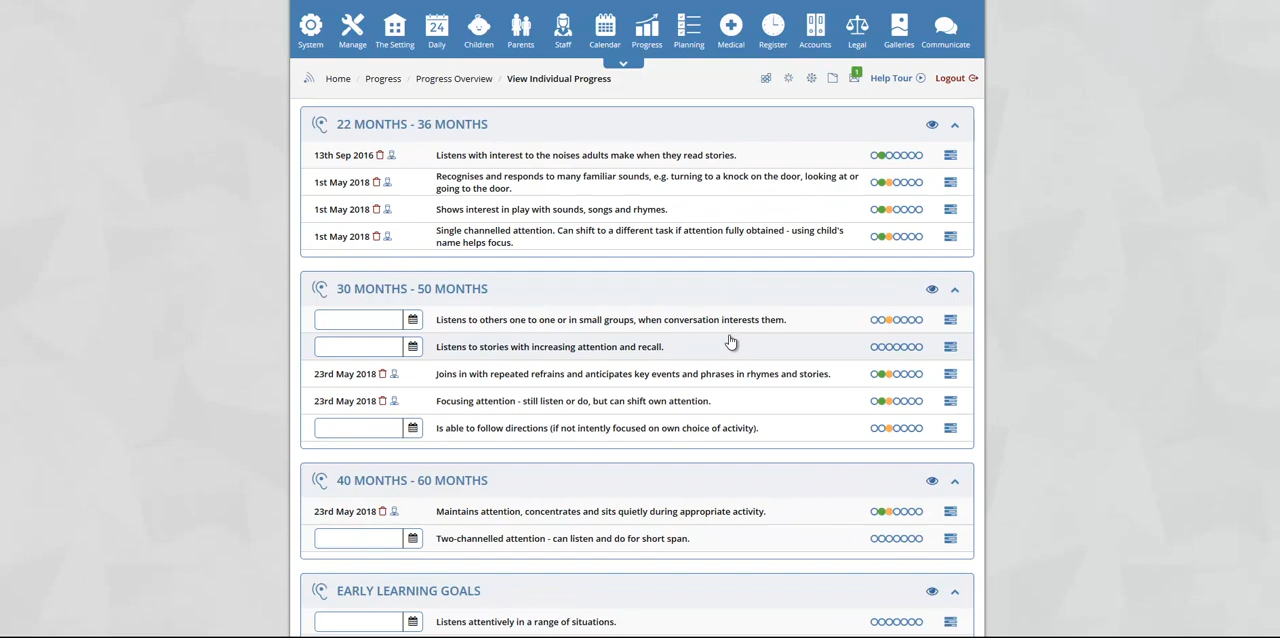 24
System Manage The Setting Daily Children Parents Staff Calendar Progress Planning Medical Register Accounts Legal Galleries Communicate
Home / Progress / Progress Overview / View Individual Progress
1
Help Tour Logout
22 MONTHS - 36 MONTHS
13th Sep 2016 Listens with interest to the noises adults make when they read stories.
1st May 2018 Recognises and responds to many familiar sounds, e.g. turning to a knock on the door, looking at or
going to the door.
1st May 2018 Shows interest in play with sounds, songs and rhymes.
1st May 2018 Single channelled attention. Can shift to a different task if attention fully obtained - using child's
name helps focus.
30 MONTHS - 50 MONTHS
Listens to others one to one or in small groups, when conversation interests them.
Listens to stories with increasing attention and recall.
23rd May 2018 Joins in with repeated refrains and anticipates key events and phrases in rhymes and stories.
23rd May 2018 Focusing attention - still listen or do, but can shift own attention.
Is able to follow directions (if not intently focused on own choice of activity).
40 MONTHS - 60 MONTHS
23rd May 2018 Maintains attention, concentrates and sits quietly during appropriate activity.
Two-channelled attention - can listen and do for short span.
EARLY LEARNING GOALS
Listens attentively in a range of situations.